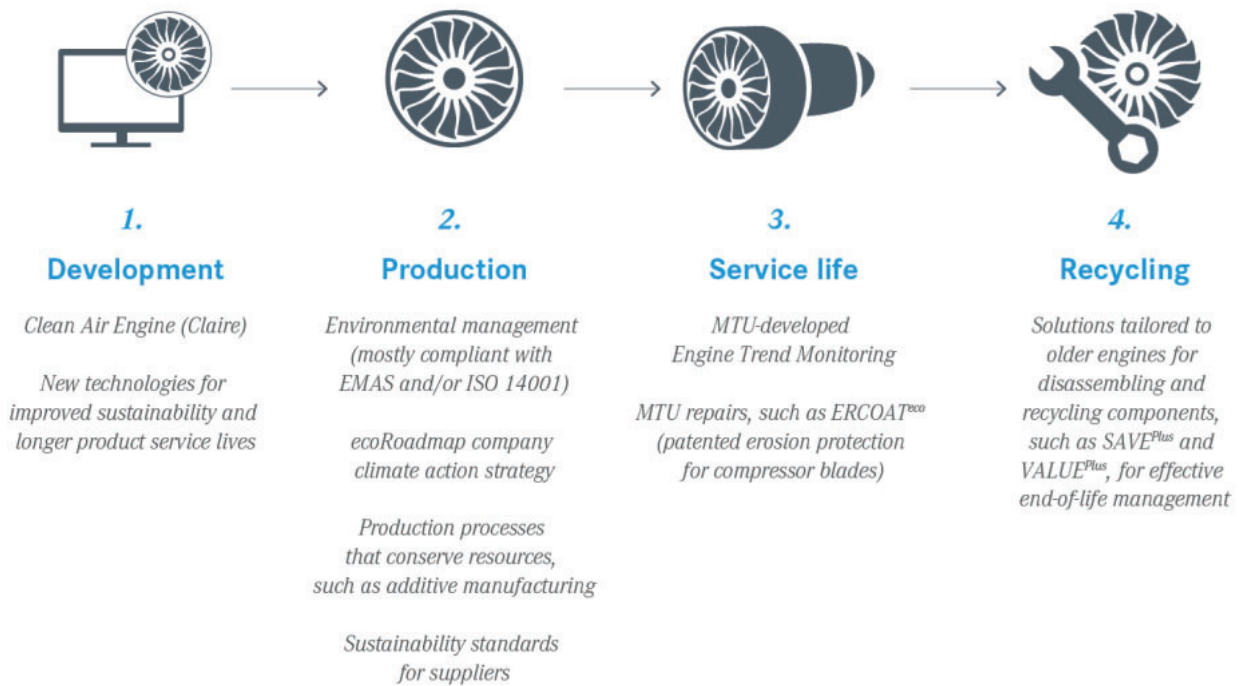 1.
Development
Clean Air Engine (Claire)
New technologies for
improved sustainability and
longer product service lives
2.
Production
Environmental management
(mostly compliant with
EMAS and/or ISO 14001)
ecoRoadmap company
climate action strategy
Production processes
that conserve resources,
such as additive manufacturing
Sustainability standards
for suppliers
3.
Service life
MTU-developed
Engine Trend Monitoring
MTU repairs, such as ERCOATeco
(patented erosion protection
for compressor blades)
4.
Recycling
Solutions tailored to
older engines for
disassembling and
recycling components,
such as SAVEPlus and
VALUEPlus, for effective
end-of-life management